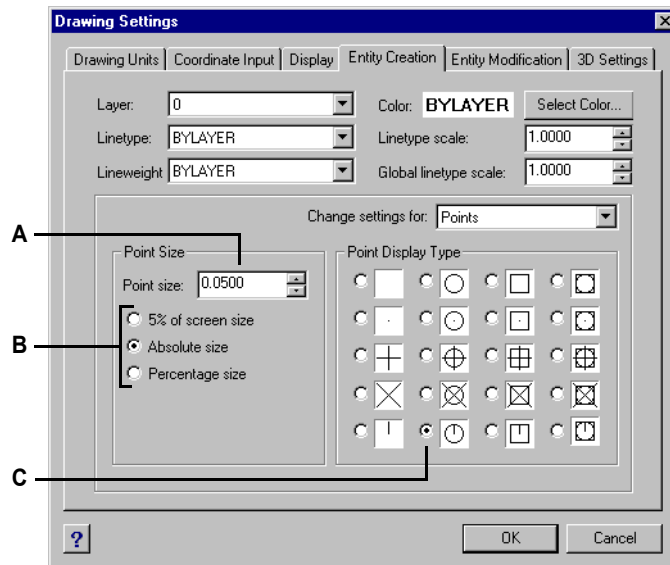 Drawing Settings
Drawing Units Coordinate Input Display Entity Creation Entity Modification 3D Settings
Layer: 0 Color: BYLAYER Select Color...
Linetype: BYLAYER Linetype scale: 1.0000
Lineweight BYLAYER Global linetype scale: 1.0000
Change settings for: Points
A
Point Size Point Display Type
Point size: 0.0500
5% of screen size
B Absolute size
Percentage size
C
? OK Cancel